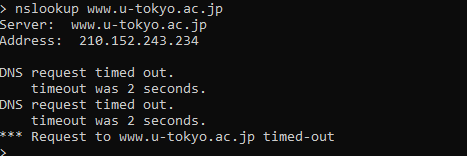 > nslookup www.u-tokyo.ac.jp
Server:  www.u-tokyo.ac.jp
Address:  210.152.243.234

DNS request timed out.
    timeout was 2 seconds.
DNS request timed out.
    timeout was 2 seconds.
*** Request to www.u-tokyo.ac.jp timed-out
>